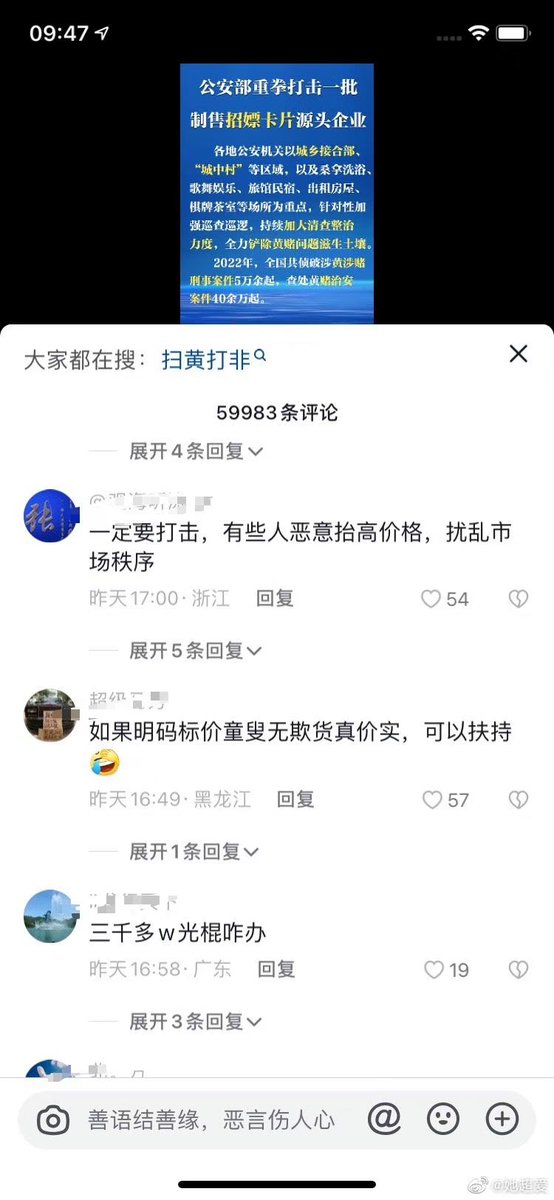 09:47
公安部重拳打击一批
制售招嫖卡片源头企业
各地公安机关以城乡接合部、
“城中村”等区域，以及桑拿洗浴、
歌舞娱乐、旅馆民宿、出租房屋、
棋牌茶室等场所为重点，针对性加
强巡查巡逻，持续加大清查整治
力度，全力铲除黄赌问题滋生土壤。
2022年，全国共侦破涉黄涉赌
刑事案件5万余起，查处黄赌治安
案件40余万起。
大家都在搜：扫黄打非
59983条评论
展开4条回复
张
一定要打击，有些人恶意抬高价格，扰乱市
场秩序
昨天17:00·浙江 回复 54
展开5条回复
如果明码标价童叟无欺货真价实，可以扶持
🤣
昨天16:49·黑龙江 回复 57
展开1条回复
三千多w光棍咋办
昨天16:58·广东 回复 19
展开3条回复
善语结善缘，恶言伤人心
@她超爱